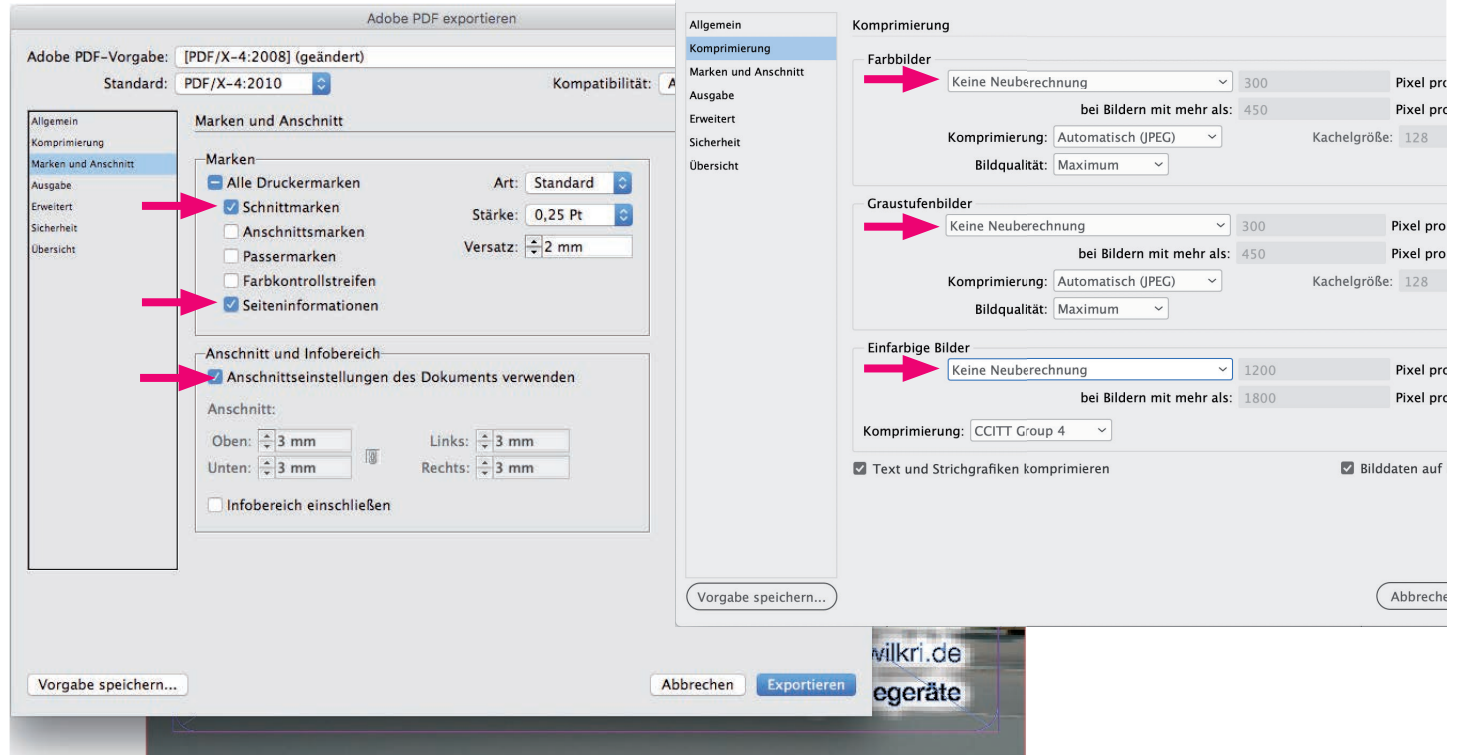 Adobe PDF exportieren
Adobe PDF-Vorgabe: [PDF/X-4:2008] (geändert)
Standard: PDF/X-4:2010
Kompatibilität:
Allgemein
Komprimierung
Marken und Anschnitt
Ausgabe
Erweitert
Sicherheit
Übersicht
Marken und Anschnitt
Marken
Alle Druckermarken
Schnittmarken
Anschnittsmarken
Passermarken
Farbkontrollstreifen
Seiteninformationen
Art: Standard
Stärke: 0,25 Pt
Versatz: 2 mm
Anschnitt und Infobereich
Anschnittseinstellungen des Dokuments verwenden
Anschnitt:
Oben: 3 mm Links: 3 mm
Unten: 3 mm Rechts: 3 mm
Infobereich einschließen
Vorgabe speichern...
Abbrechen
Exportieren
Allgemein
Komprimierung
Marken und Anschnitt
Ausgabe
Erweitert
Sicherheit
Übersicht
Vorgabe speichern...
Komprimierung
Farbbilder
Keine Neuberechnung 300 Pixel pro
bei Bildern mit mehr als: 450 Pixel pro
Komprimierung: Automatisch (JPEG) Kachelgröße: 128
Bildqualität: Maximum
Graustufenbilder
Keine Neuberechnung 300 Pixel pro
bei Bildern mit mehr als: 450 Pixel pro
Komprimierung: Automatisch (JPEG) Kachelgröße: 128
Bildqualität: Maximum
Einfarbige Bilder
Keine Neuberechnung 1200 Pixel pro
bei Bildern mit mehr als: 1800 Pixel pro
Komprimierung: CCITT Group 4
Text und Strichgrafiken komprimieren Bilddaten auf
Abbreche
wilkri.de
egeräte